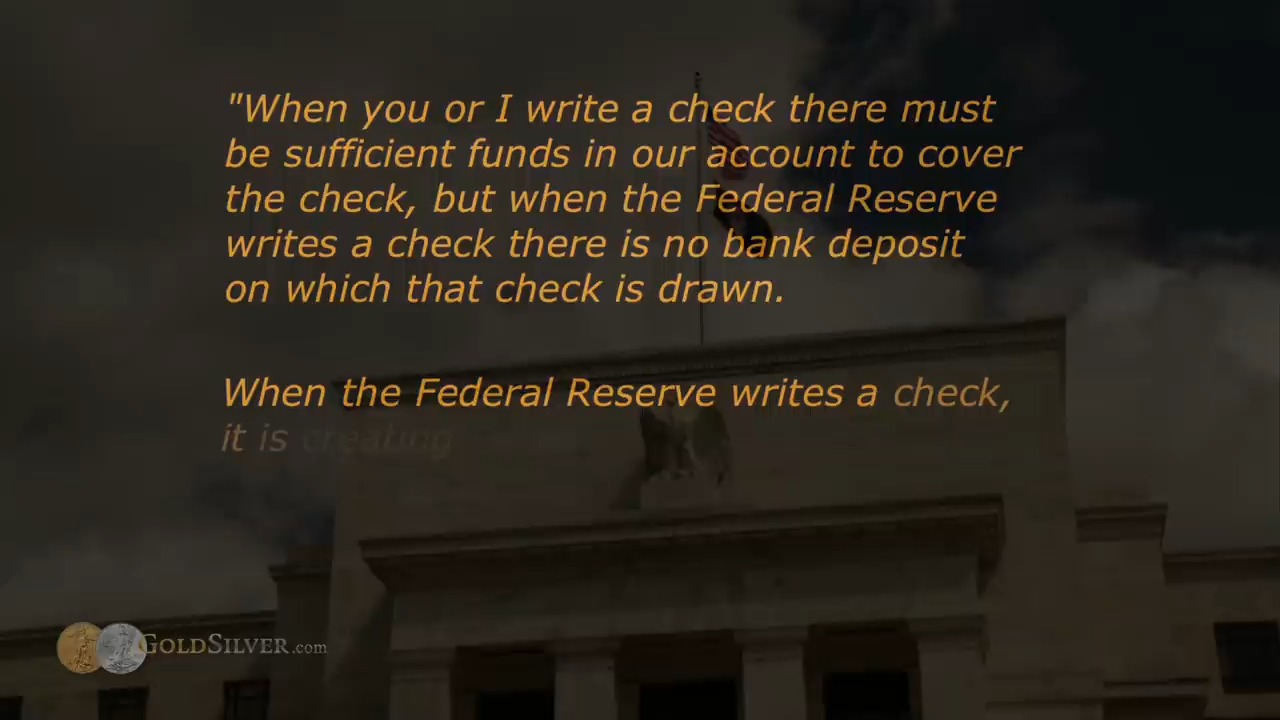 "When you or I write a check there must
be sufficient funds in our account to cover
the check, but when the Federal Reserve
writes a check there is no bank deposit
on which that check is drawn.
When the Federal Reserve writes a check,
it is creating
GOLDSILVER.com